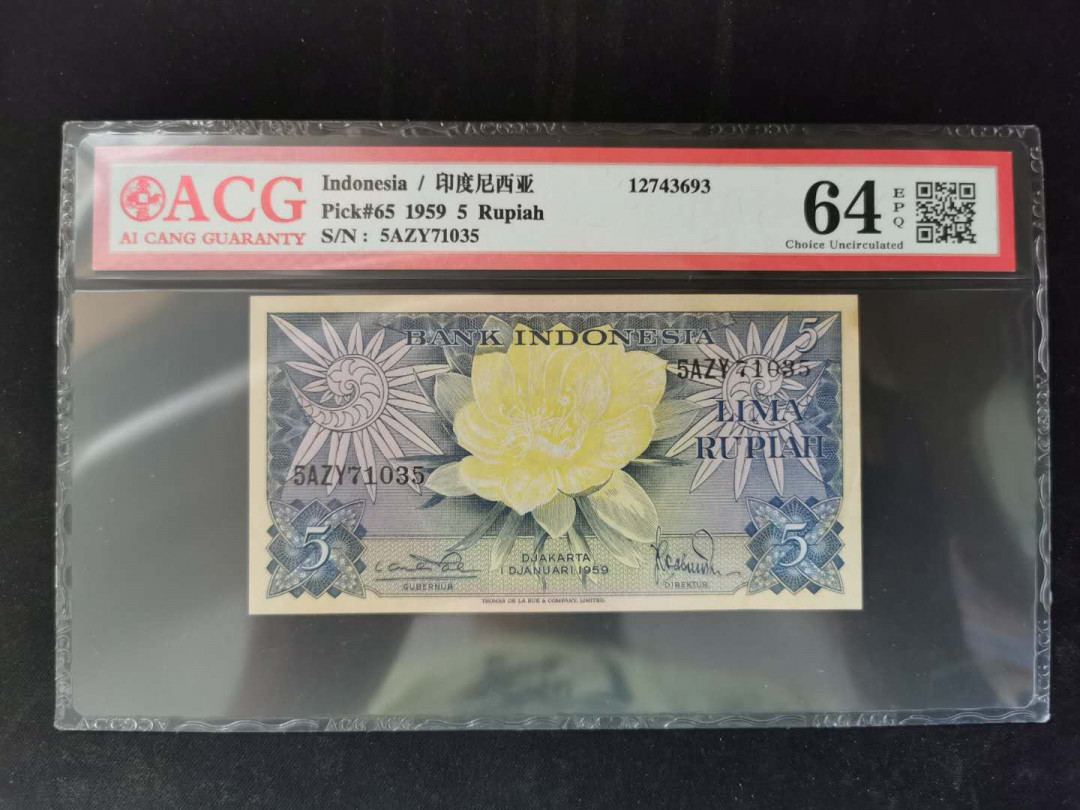 ACG
AI CANG GUARANTY
Indonesia / 印度尼西亚
Pick#65 1959 5 Rupiah
S/N : 5AZY71035
12743693
64
EPQ
Choice Uncirculated
BANK INDONESIA
5
5AZY71035
LIMA
RUPIAH
5AZY71035
5
5
DJAKARTA
1 DJANUARI 1959
GUBERNUR
DIREKTUR
THOMAS DE LA RUE & COMPANY, LIMITED.